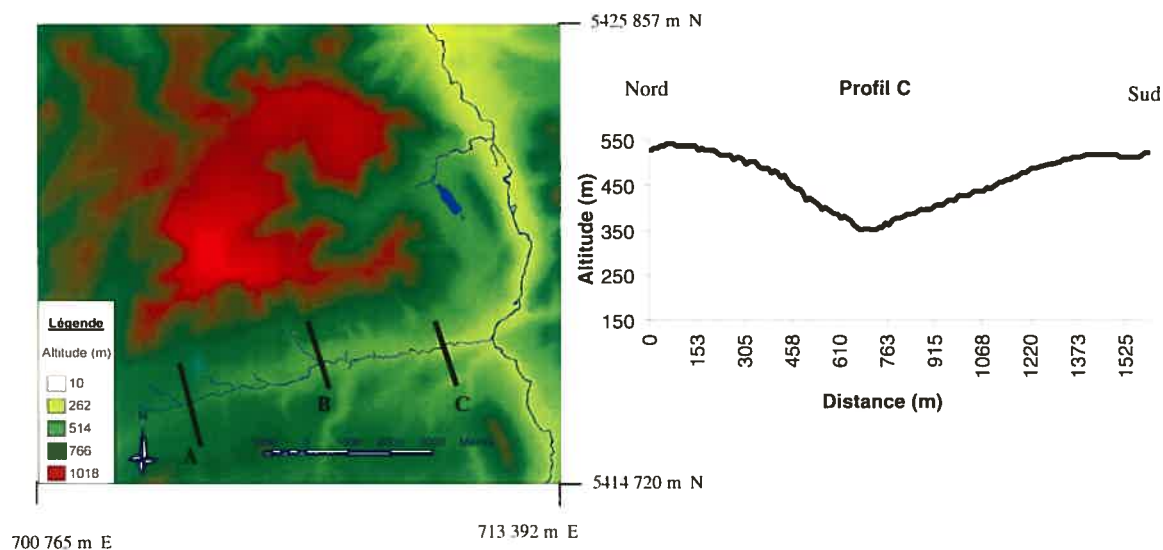 5425 857 m N
Légende
Altitude (m)
10
262
514
766
1018
N
A
B
C
5414 720 m N
700 765 m E
713 392 m E
Nord
Profil C
Sud
Altitude (m)
550
450
350
250
150
0
153
305
458
610
763
915
1068
1220
1373
1525
Distance (m)